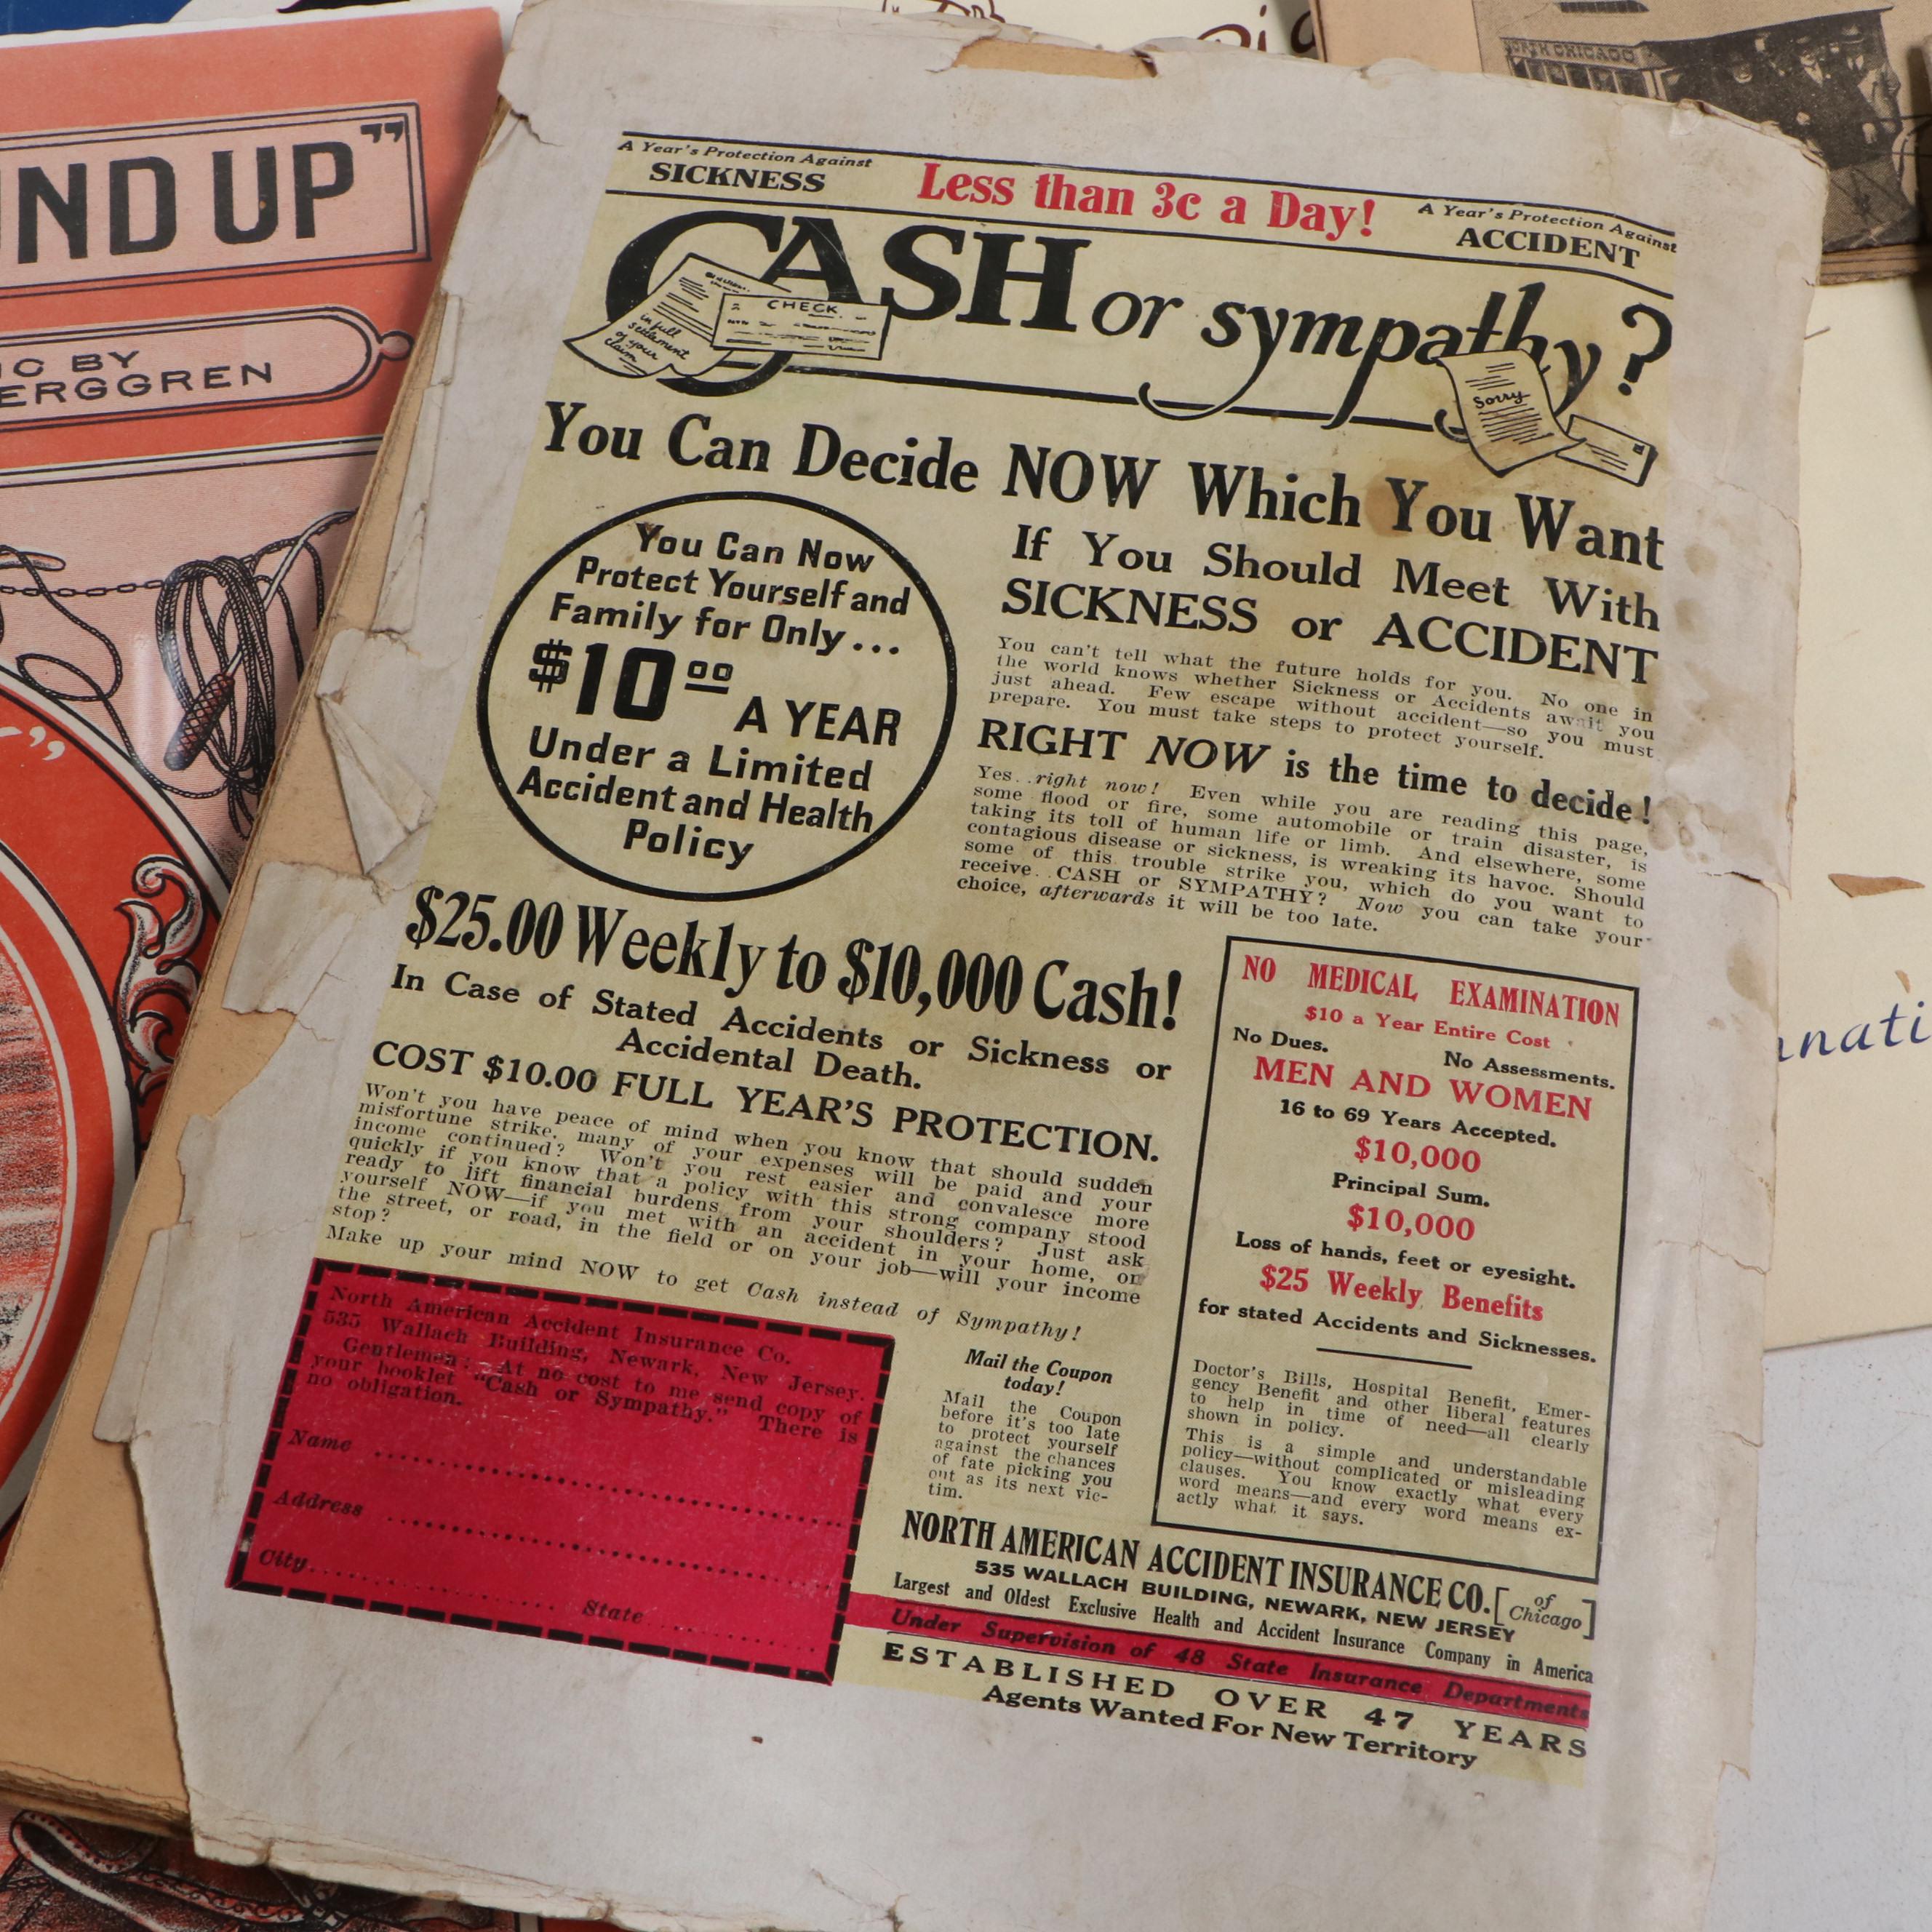 A Year's Protection Against
SICKNESS
Less than 3c a Day!
A Year's Protection Against
ACCIDENT
CASH or sympathy?
in full
settlement
of your
claim
CHECK
Sorry
You Can Decide NOW Which You Want
If You Should Meet With
SICKNESS or ACCIDENT
You Can Now
Protect Yourself and
Family for Only...
$10 00
A YEAR
Under a Limited
Accident and Health
Policy
You can't tell what the future holds for you. No one in
the world knows whether Sickness or Accidents await you
just ahead. Few escape without accident—so you must
prepare. You must take steps to protect yourself.
RIGHT NOW is the time to decide!
Yes..right now! Even while you are reading this page,
some flood or fire, some automobile or train disaster, is
taking its toll of human life or limb. And elsewhere, some
contagious disease or sickness, is wreaking its havoc. Should
some of this trouble strike you, which do you want to
receive..CASH or SYMPATHY? Now you can take your
choice, afterwards it will be too late.
$25.00 Weekly to $10,000 Cash!
In Case of Stated Accidents or Sickness or
Accidental Death.
COST $10.00 FULL YEAR'S PROTECTION.
Won't you have peace of mind when you know that should sudden
misfortune strike, many of your expenses will be paid and your
income continued? Won't you rest easier and convalesce more
quickly if you know that a policy with this strong company stood
ready to lift financial burdens from your shoulders? Just ask
yourself NOW—if you met with an accident in your home, or
the street, or road, in the field or on your job—will your income
stop?
Make up your mind NOW to get Cash instead of Sympathy!
NO MEDICAL EXAMINATION
$10 a Year Entire Cost
No Dues. No Assessments.
MEN AND WOMEN
16 to 69 Years Accepted.
$10,000
Principal Sum.
$10,000
Loss of hands, feet or eyesight.
$25 Weekly Benefits
for stated Accidents and Sicknesses.
Doctor's Bills, Hospital Benefit, Emer-
gency Benefit and other liberal features
to help in time of need—all clearly
shown in policy.
This is a simple and understandable
policy—without complicated or misleading
clauses. You know exactly what every
word means—and every word means ex-
actly what it says.
North American Accident Insurance Co.
535 Wallach Building, Newark, New Jersey.
Gentlemen: At no cost to me send copy of
your booklet "Cash or Sympathy." There is
no obligation.
Name
Address
City State
Mail the Coupon
today!
Mail the Coupon
before it's too late
to protect yourself
against the chances
of fate picking you
out as its next vic-
tim.
NORTH AMERICAN ACCIDENT INSURANCE CO. [of Chicago]
535 WALLACH BUILDING, NEWARK, NEW JERSEY
Largest and Oldest Exclusive Health and Accident Insurance Company in America
Under Supervision of 48 State Insurance Departments
ESTABLISHED OVER 47 YEARS
Agents Wanted For New Territory
ND UP"
IC BY
ERGGREN
NORTH CHICAGO
nnati